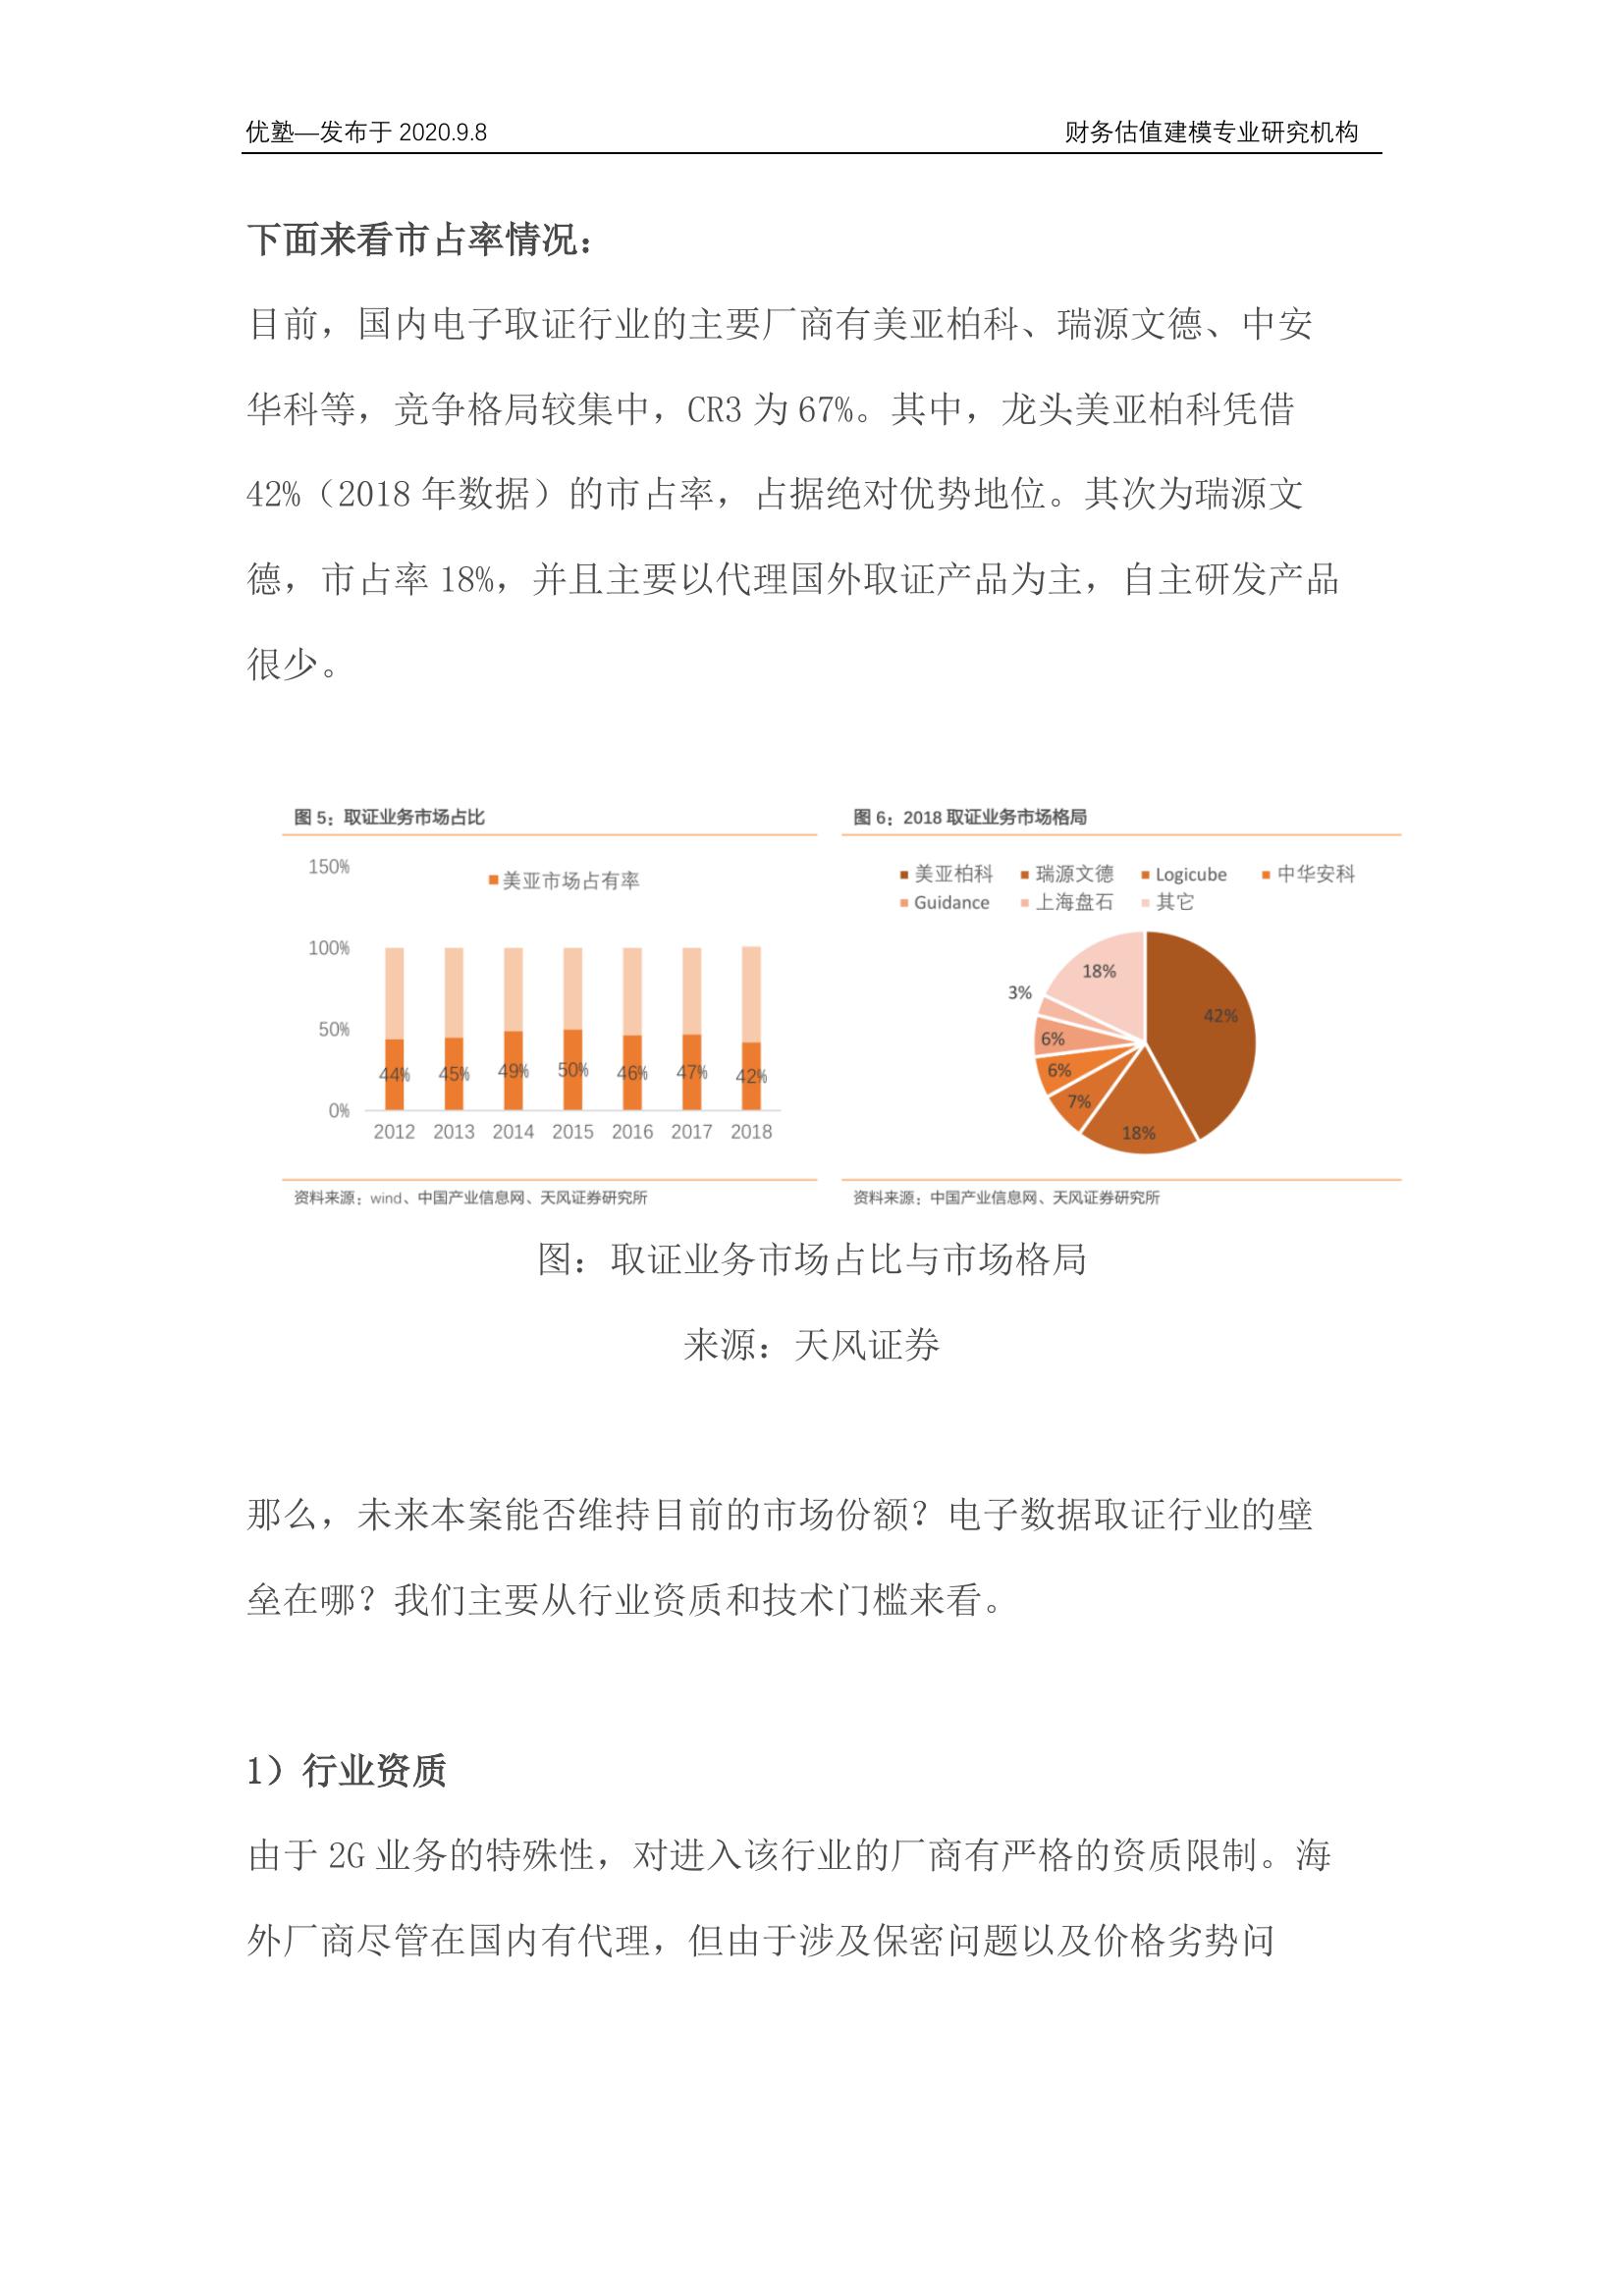 优塾—发布于 2020.9.8 财务估值建模专业研究机构
下面来看市占率情况：
目前，国内电子取证行业的主要厂商有美亚柏科、瑞源文德、中安
华科等，竞争格局较集中，CR3 为 67%。其中，龙头美亚柏科凭借
42%（2018 年数据）的市占率，占据绝对优势地位。其次为瑞源文
德，市占率 18%，并且主要以代理国外取证产品为主，自主研发产品
很少。
图 5：取证业务市场占比
150%
美亚市场占有率
100%
50%
44% 45% 49% 50% 46% 47% 42%
0%
2012 2013 2014 2015 2016 2017 2018
资料来源：wind、中国产业信息网、天风证券研究所
图 6：2018 取证业务市场格局
美亚柏科 瑞源文德 Logicube 中华安科
Guidance 上海盘石 其它
18%
3%
42%
6%
6%
7%
18%
资料来源：中国产业信息网、天风证券研究所
图：取证业务市场占比与市场格局
来源：天风证券
那么，未来本案能否维持目前的市场份额？电子数据取证行业的壁
垒在哪？我们主要从行业资质和技术门槛来看。
1）行业资质
由于 2G 业务的特殊性，对进入该行业的厂商有严格的资质限制。海
外厂商尽管在国内有代理，但由于涉及保密问题以及价格劣势问